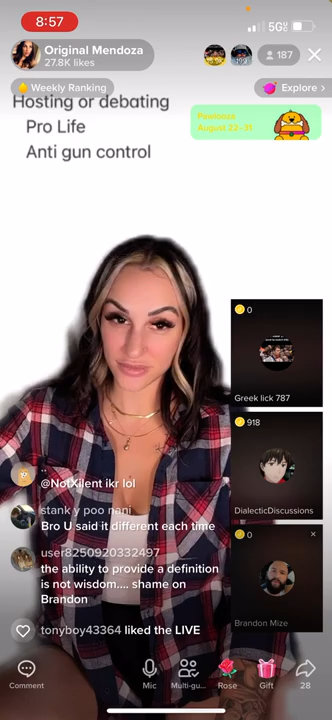 8:57
5G
Original Mendoza
27.8K likes
187
Weekly Ranking
Explore >
Hosting or debating
Pro Life
Anti gun control
August 22-31
0
Greek lick 787
918
DialecticDiscussions
0
Brandon Mize
..
@NotXilent ikr lol
stank y poo nani
Bro U said it different each time
user8250920332497
the ability to provide a definition
is not wisdom.... shame on
Brandon
tonyboy43364 liked the LIVE
Comment
Mic
Multi-gu...
Rose
Gift
28